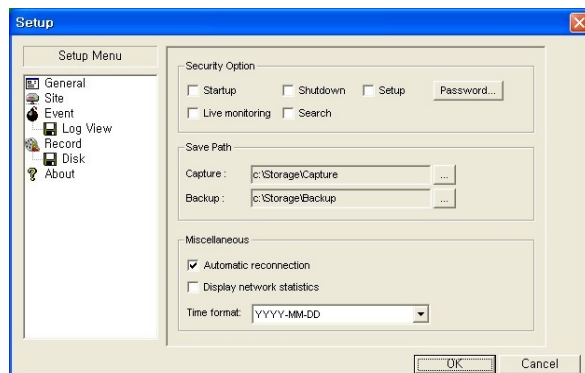 Setup
Setup Menu
General
Site
Event
Log View
Record
Disk
About
Security Option
Startup Shutdown Setup Password...
Live monitoring Search
Save Path
Capture : c:\Storage\Capture ...
Backup : c:\Storage\Backup ...
Miscellaneous
Automatic reconnection
Display network statistics
Time format: YYYY-MM-DD
OK Cancel